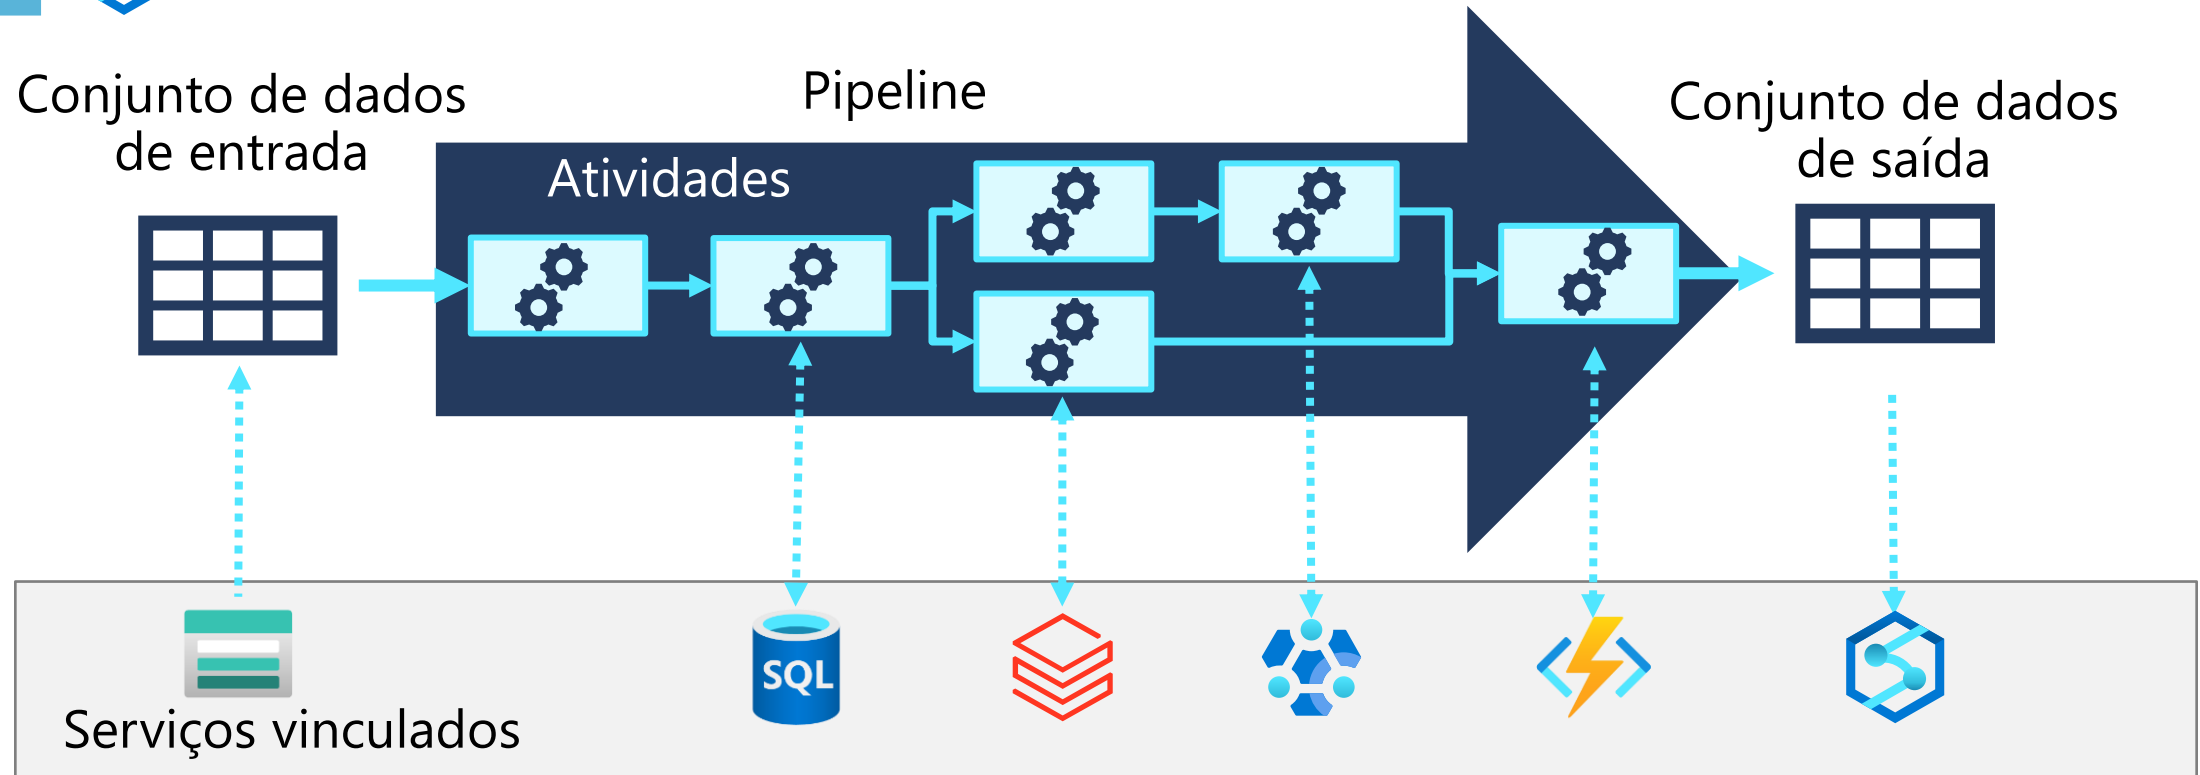 Conjunto de dados
de entrada
Pipeline
Atividades
Conjunto de dados
de saída
SQL
Serviços vinculados